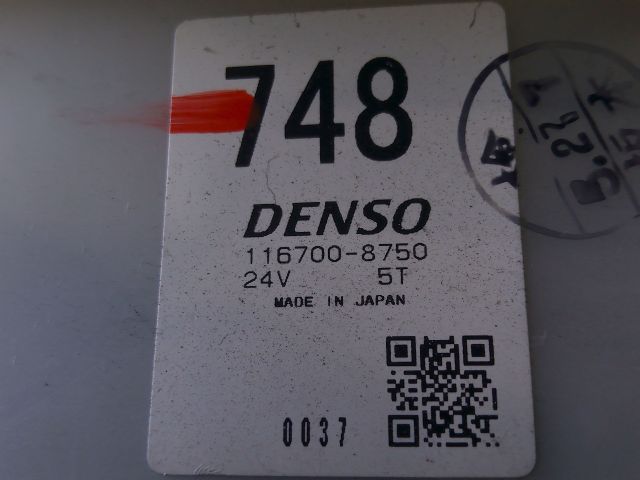 748
DENSO
116700-8750
24V 5T
MADE IN JAPAN
0037